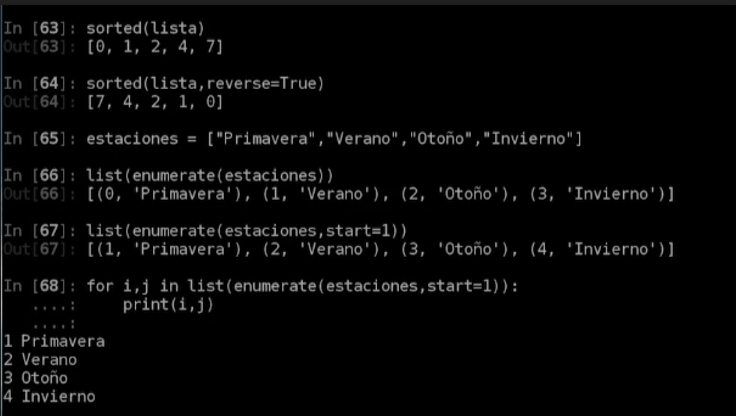 In [63]: sorted(lista)
Out[63]: [0, 1, 2, 4, 7]
In [64]: sorted(lista,reverse=True)
Out[64]: [7, 4, 2, 1, 0]
In [65]: estaciones = ["Primavera","Verano","Otoño","Invierno"]
In [66]: list(enumerate(estaciones))
Out[66]: [(0, 'Primavera'), (1, 'Verano'), (2, 'Otoño'), (3, 'Invierno')]
In [67]: list(enumerate(estaciones,start=1))
Out[67]: [(1, 'Primavera'), (2, 'Verano'), (3, 'Otoño'), (4, 'Invierno')]
In [68]: for i,j in list(enumerate(estaciones,start=1)):
....:     print(i,j)
....:
1 Primavera
2 Verano
3 Otoño
4 Invierno